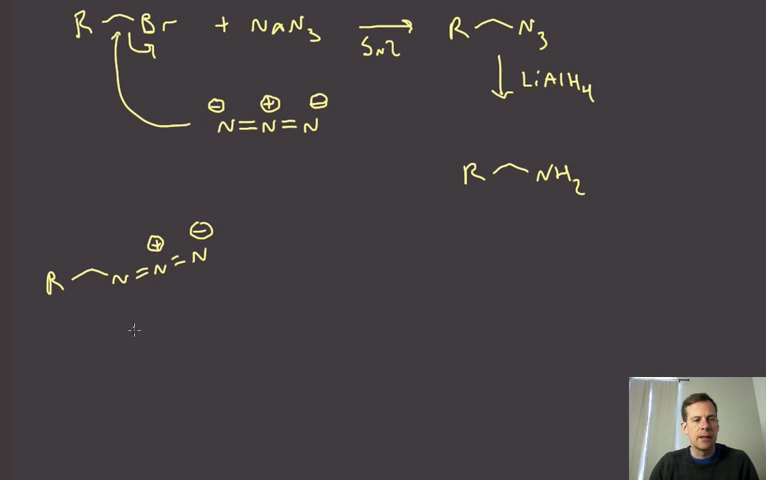 R Br + NaN3 SN2 R N3
LiAlH4
⊖ ⊕ ⊖
N=N=N
R NH2
⊕ ⊖
R N=N=N